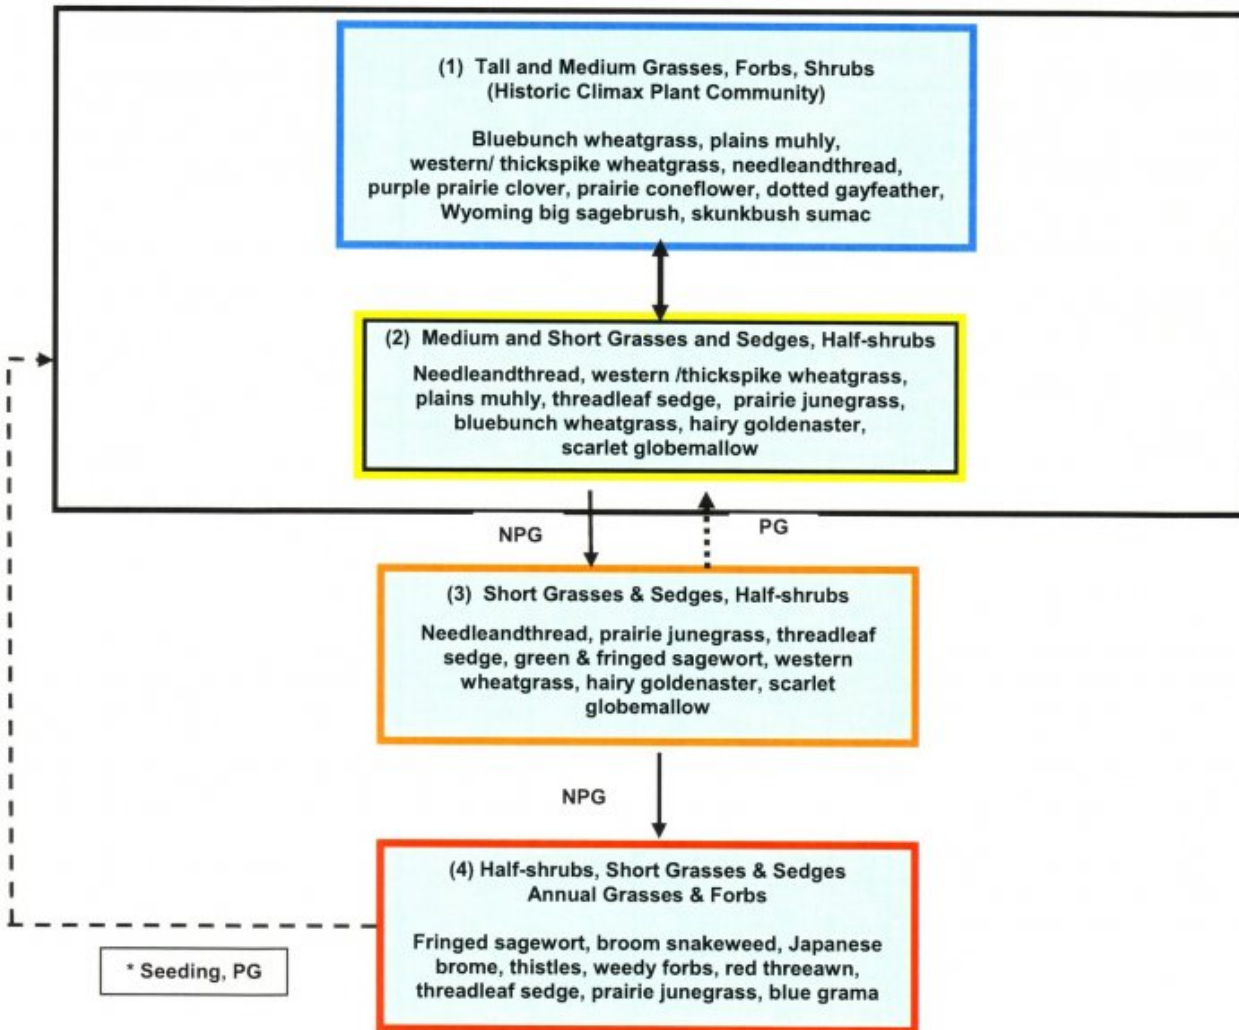 (1) Tall and Medium Grasses, Forbs, Shrubs
(Historic Climax Plant Community)
Bluebunch wheatgrass, plains muhly,
western/ thickspike wheatgrass, needleandthread,
purple prairie clover, prairie coneflower, dotted gayfeather,
Wyoming big sagebrush, skunkbush sumac
(2) Medium and Short Grasses and Sedges, Half-shrubs
Needleandthread, western /thickspike wheatgrass,
plains muhly, threadleaf sedge, prairie junegrass,
bluebunch wheatgrass, hairy goldenaster,
scarlet globemallow
NPG
PG
(3) Short Grasses & Sedges, Half-shrubs
Needleandthread, prairie junegrass, threadleaf
sedge, green & fringed sagewort, western
wheatgrass, hairy goldenaster, scarlet
globemallow
NPG
(4) Half-shrubs, Short Grasses & Sedges
Annual Grasses & Forbs
Fringed sagewort, broom snakeweed, Japanese
brome, thistles, weedy forbs, red threeawn,
threadleaf sedge, prairie junegrass, blue grama
* Seeding, PG